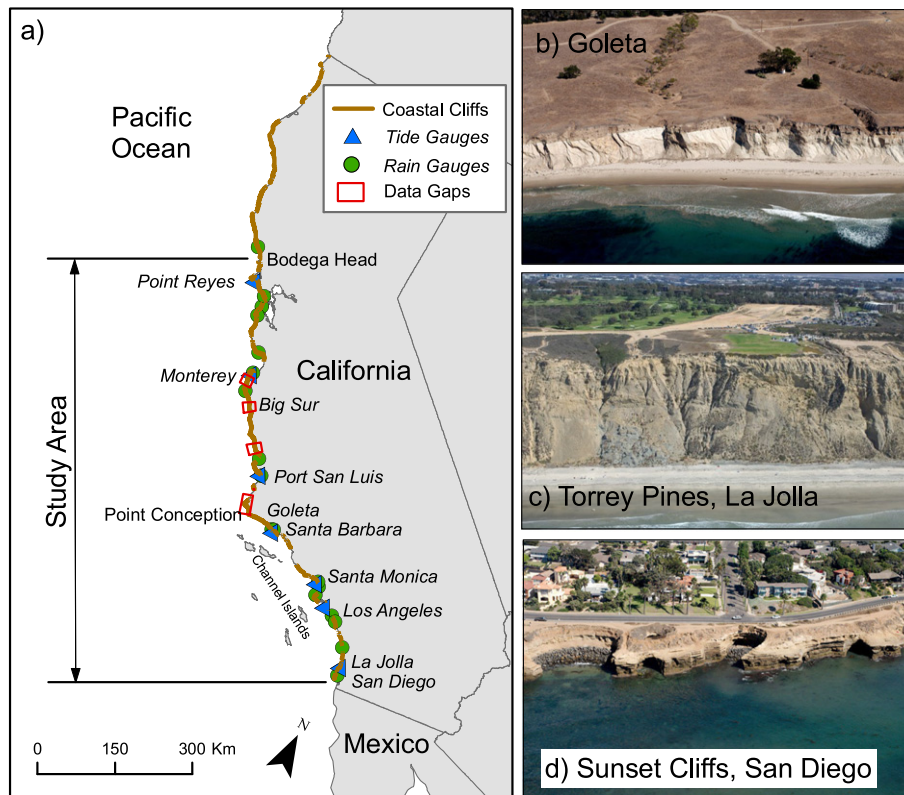 a)
Pacific
Ocean
Coastal Cliffs
Tide Gauges
Rain Gauges
Data Gaps
Bodega Head
Point Reyes
California
Monterey
Big Sur
Study Area
Port San Luis
Point Conception
Goleta
Santa Barbara
Channel Islands
Santa Monica
Los Angeles
La Jolla
San Diego
N
0 150 300 Km
Mexico
b) Goleta
c) Torrey Pines, La Jolla
d) Sunset Cliffs, San Diego